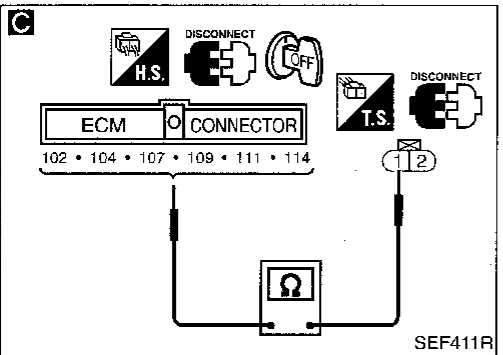 C
DISCONNECT
H.S.
OFF
DISCONNECT
T.S.
ECM O CONNECTOR
102 • 104 • 107 • 109 • 111 • 114
1 2
Ω
SEF411R